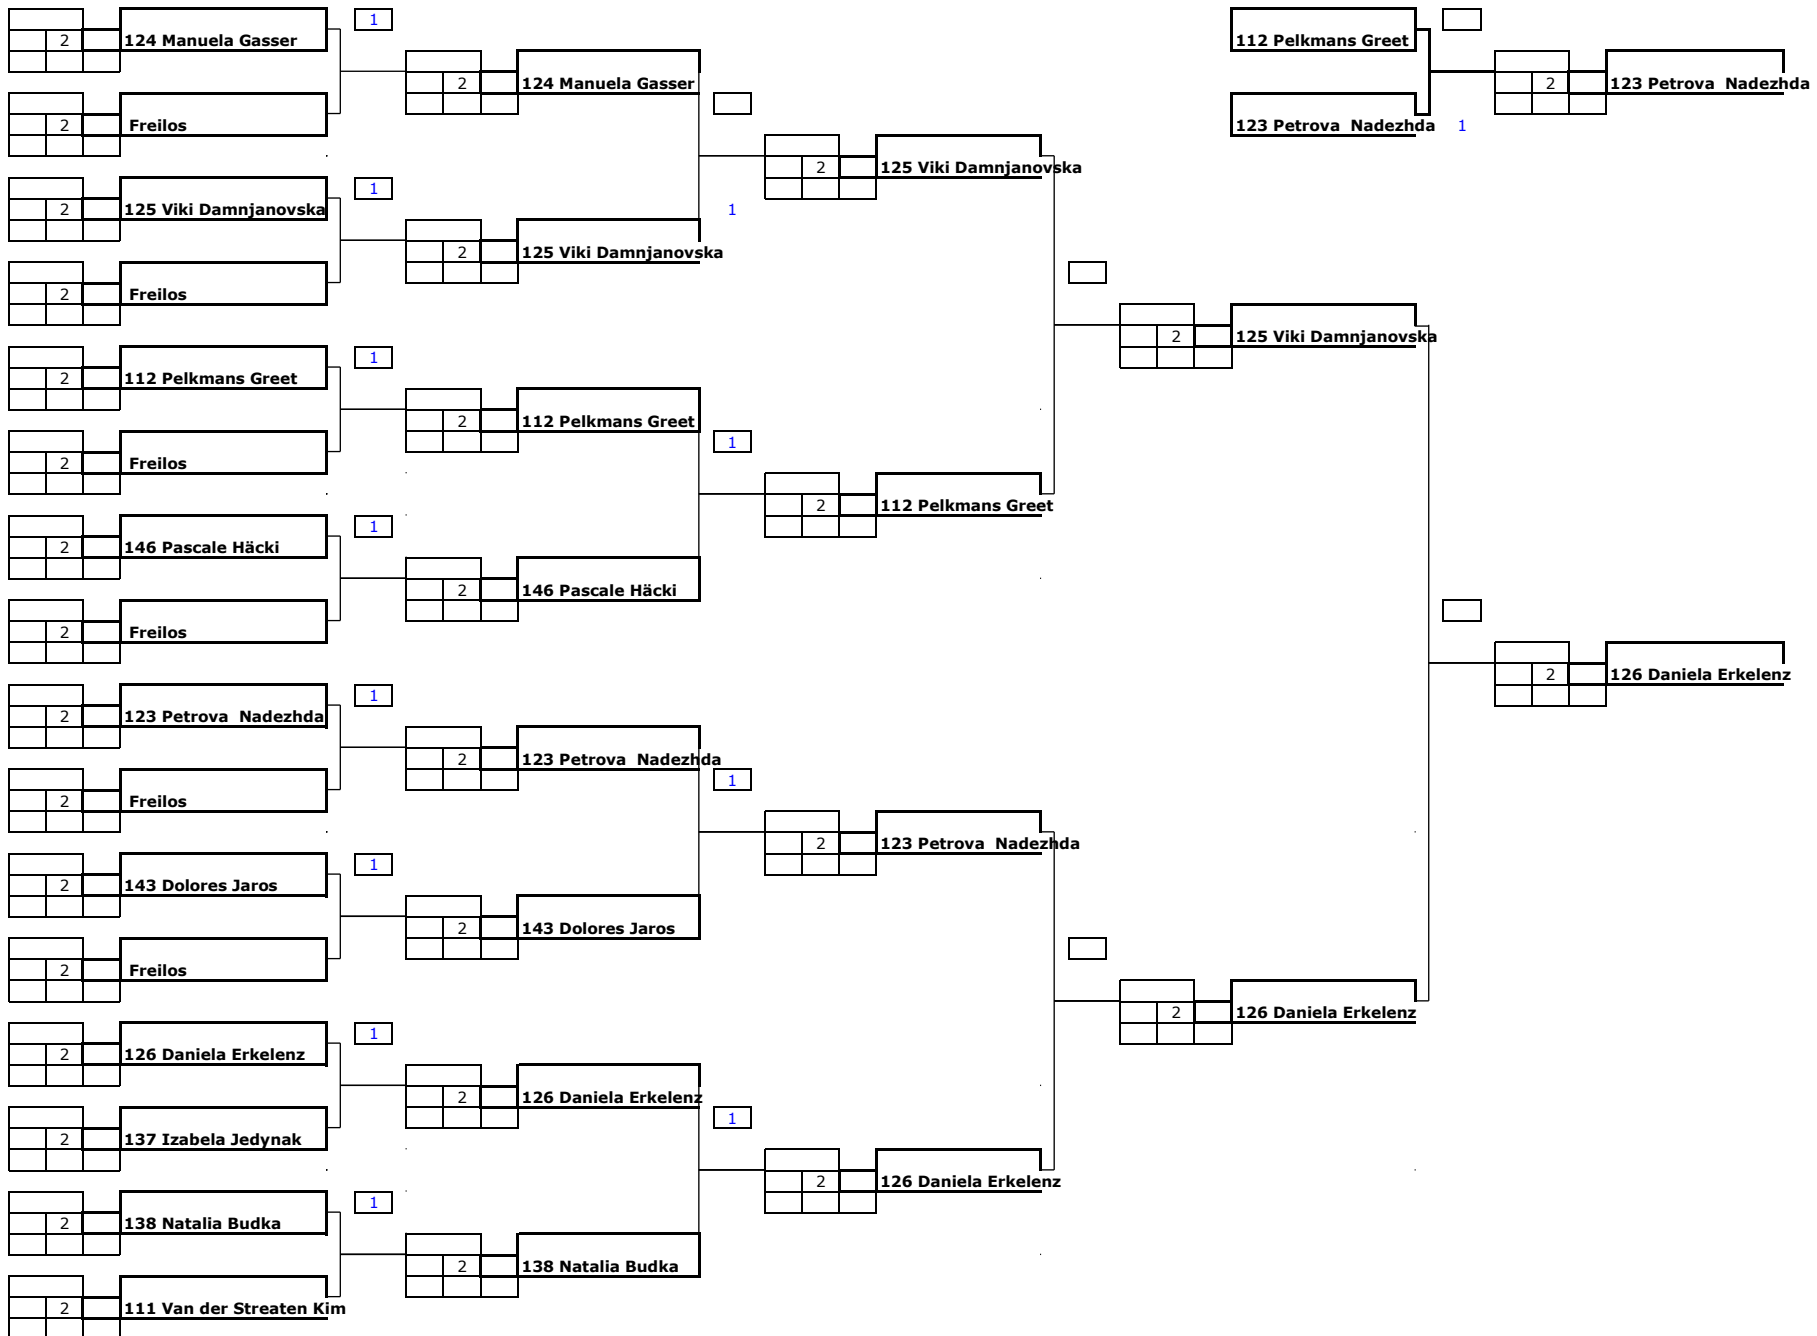 1
2 124 Manuela Gasser
112 Pelkmans Greet
2 124 Manuela Gasser
2 123 Petrova  Nadezhda
2 Freilos
123 Petrova  Nadezhda 1
2 125 Viki Damnjanovska
1
2 125 Viki Damnjanovska
1
2 125 Viki Damnjanovska
2 Freilos
2 125 Viki Damnjanovska
1
2 112 Pelkmans Greet
2 112 Pelkmans Greet
1
2 Freilos
2 112 Pelkmans Greet
1
2 146 Pascale Häcki
2 146 Pascale Häcki
2 Freilos
2 126 Daniela Erkelenz
1
2 123 Petrova  Nadezhda
2 123 Petrova  Nadezhda
1
2 Freilos
2 123 Petrova  Nadezhda
1
2 143 Dolores Jaros
2 143 Dolores Jaros
2 Freilos
2 126 Daniela Erkelenz
1
2 126 Daniela Erkelenz
2 126 Daniela Erkelenz
1
2 137 Izabela Jedynak
2 126 Daniela Erkelenz
1
2 138 Natalia Budka
2 138 Natalia Budka
2 111 Van der Streaten Kim